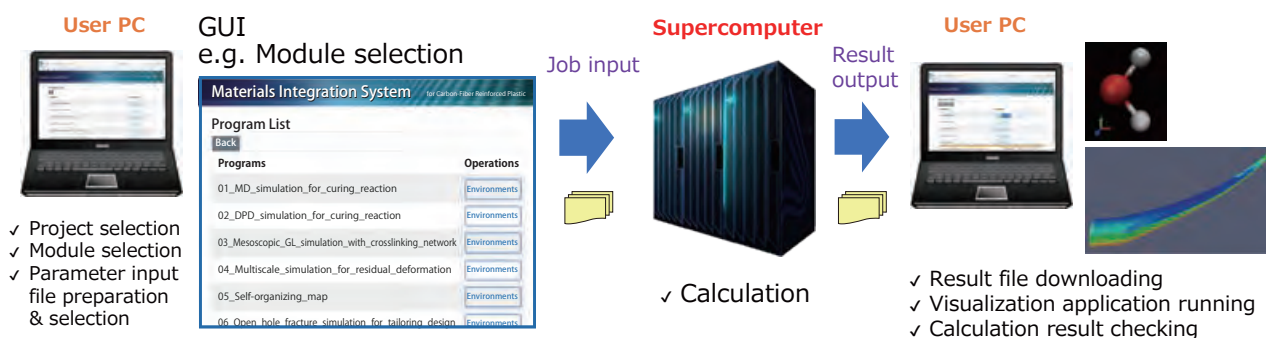 User PC
✓ Project selection
✓ Module selection
✓ Parameter input
file preparation
& selection
GUI
e.g. Module selection
Materials Integration System for Carbon-Fiber Reinforced Plastic
Program List
Back
Programs Operations
01_MD_simulation_for_curing_reaction Environments
02_DPD_simulation_for_curing_reaction Environments
03_Mesoscopic_GL_simulation_with_crosslinking_network Environments
04_Multiscale_simulation_for_residual_deformation Environments
05_Self-organizing_map Environments
06_Open_hole_fracture_simulation_for_tailoring_design Environments
Job input
Supercomputer
✓ Calculation
Result
output
User PC
✓ Result file downloading
✓ Visualization application running
✓ Calculation result checking